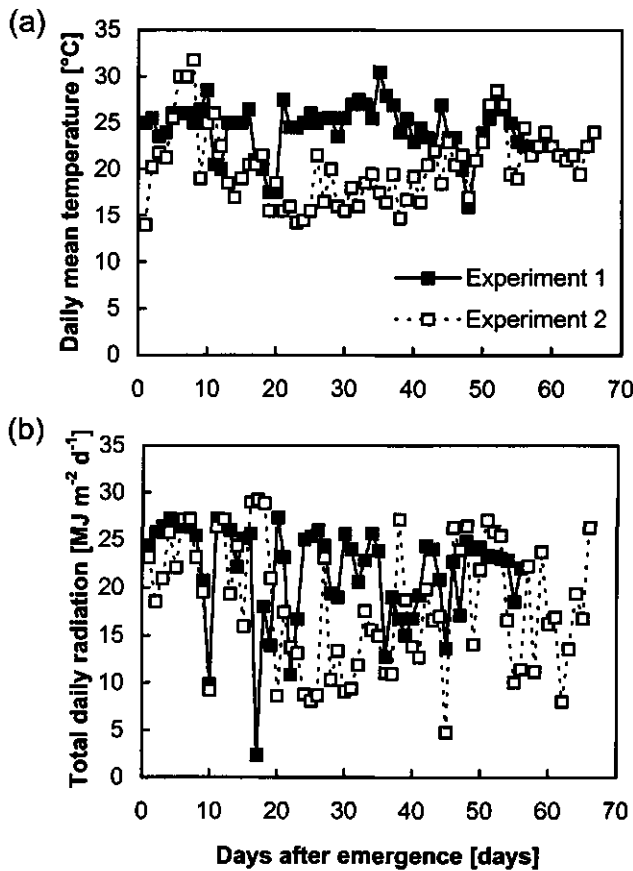 (a)
Daily mean temperature [°C]
35
30
25
20
15
10
5
0
0 10 20 30 40 50 60 70
Experiment 1
Experiment 2
(b)
Total daily radiation [MJ m⁻² d⁻¹]
35
30
25
20
15
10
5
0
0 10 20 30 40 50 60 70
Days after emergence [days]